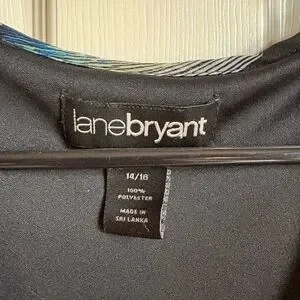 lanebryant
14/16
100%
POLYESTER
MADE IN
SRI LANKA